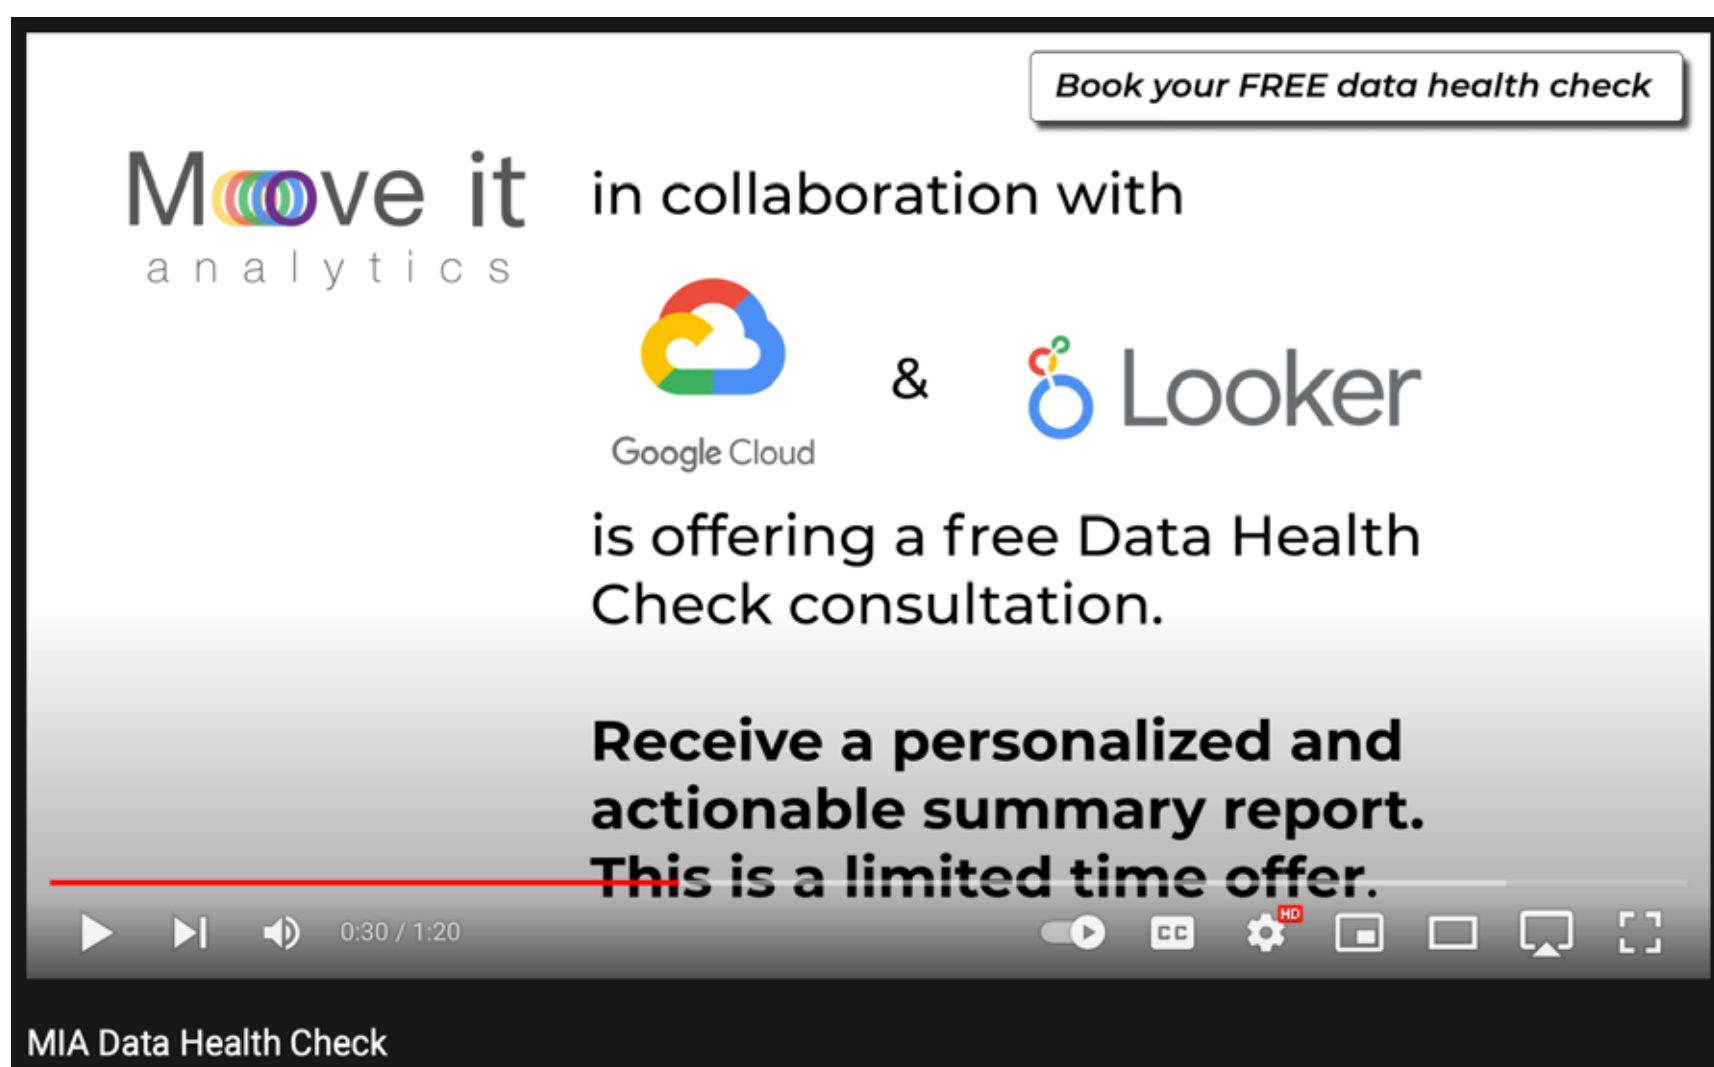 Book your FREE data health check
Moove it
analytics
in collaboration with
Google Cloud
&
Looker
is offering a free Data Health
Check consultation.
Receive a personalized and
actionable summary report.
This is a limited time offer.
0:30 / 1:20
CC
HD
MIA Data Health Check